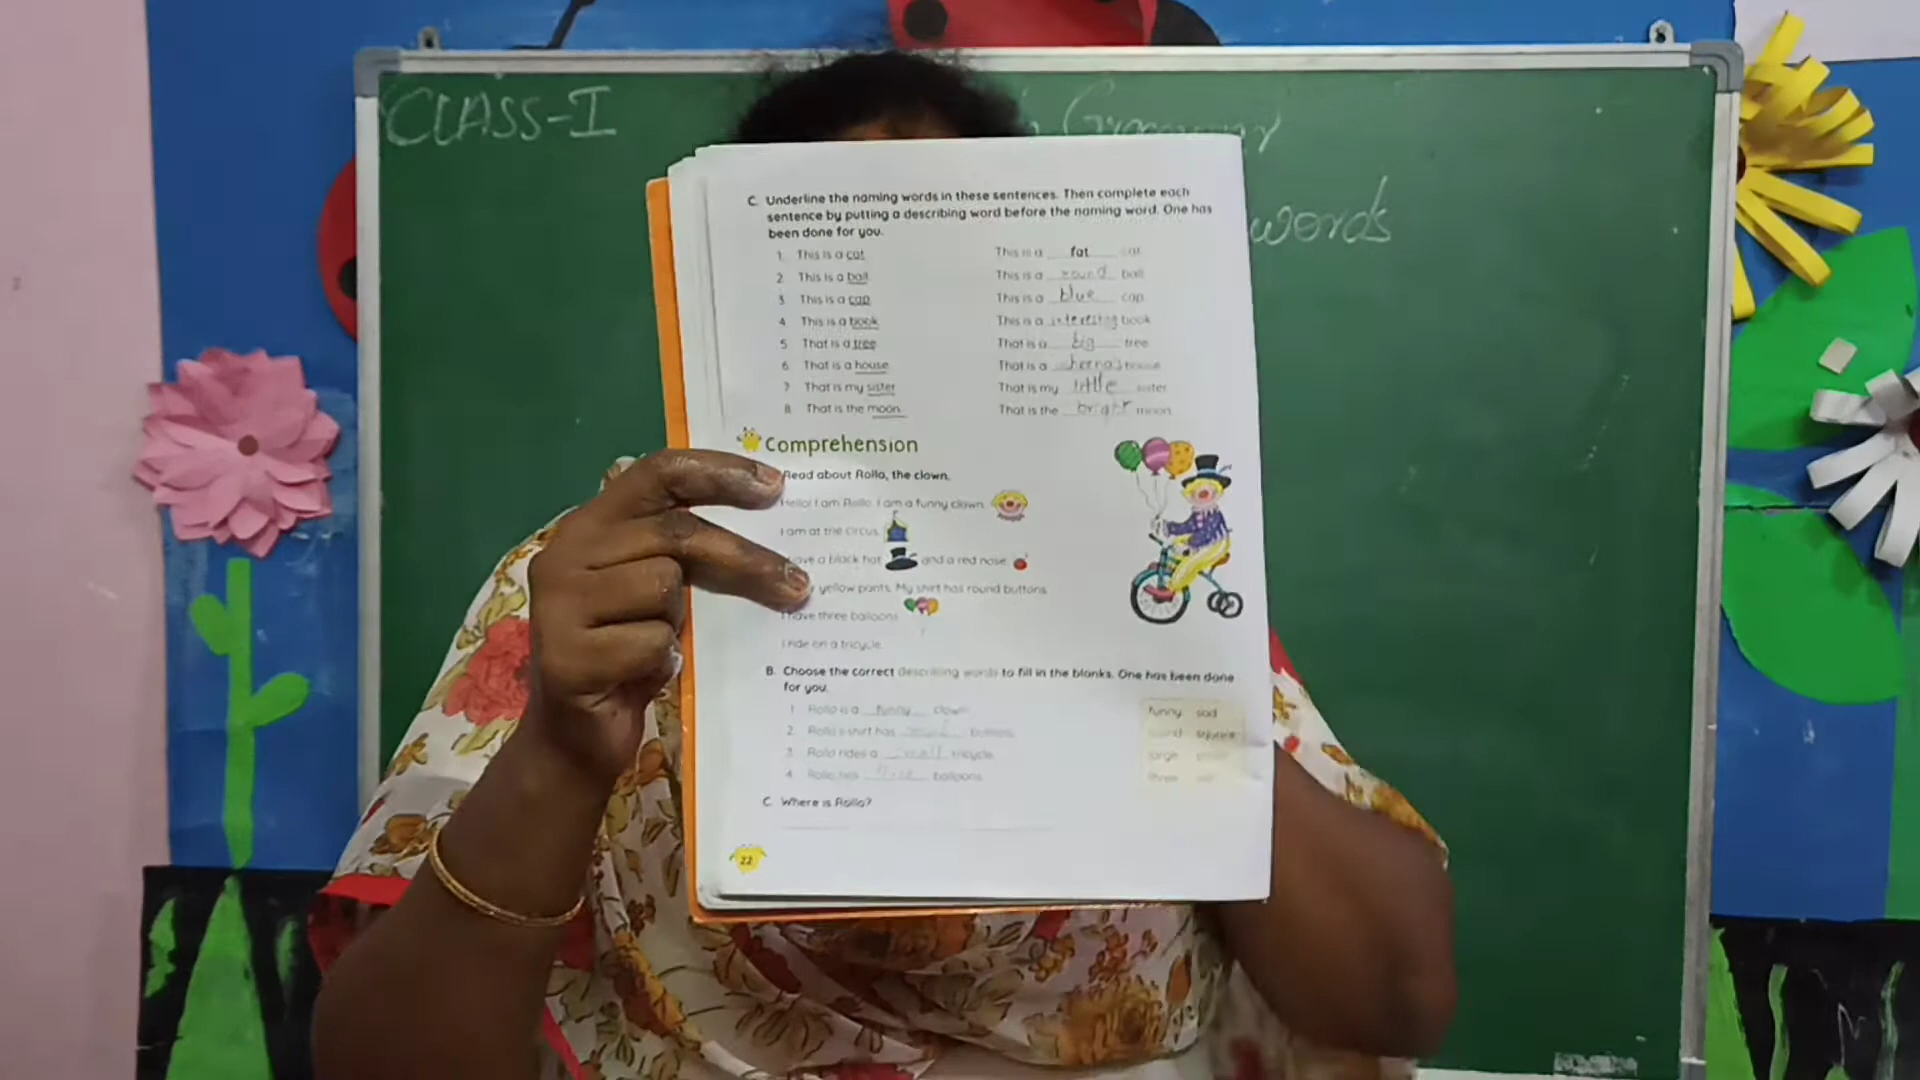 CLASS-I
Grammar
words
C. Underline the naming words in these sentences. Then complete each
sentence by putting a describing word before the naming word. One has
been done for you.
1. This is a cat. This is a fat cat.
2. This is a ball. This is a round ball.
3. This is a cap. This is a blue cap.
4. This is a book. This is a interesting book.
5. That is a tree. That is a big tree.
6. That is a house. That is a house.
7. That is my sister. That is my little sister.
8. That is the moon. That is the bright moon.
Comprehension
Read about Rollo, the clown.
Hello! I am Rollo. I am a funny clown.
I am at the circus.
have a black hat and a red nose.
yellow pants. My shirt has round buttons.
I have three balloons.
I ride on a tricycle.
B. Choose the correct describing words to fill in the blanks. One has been done
for you.
funny sad
1. Rollo is a funny clown.
round square
2. Rollo's shirt has round buttons.
large small
3. Rollo rides a small tricycle.
three
4. Rollo has three balloons.
C. Where is Rollo?
22